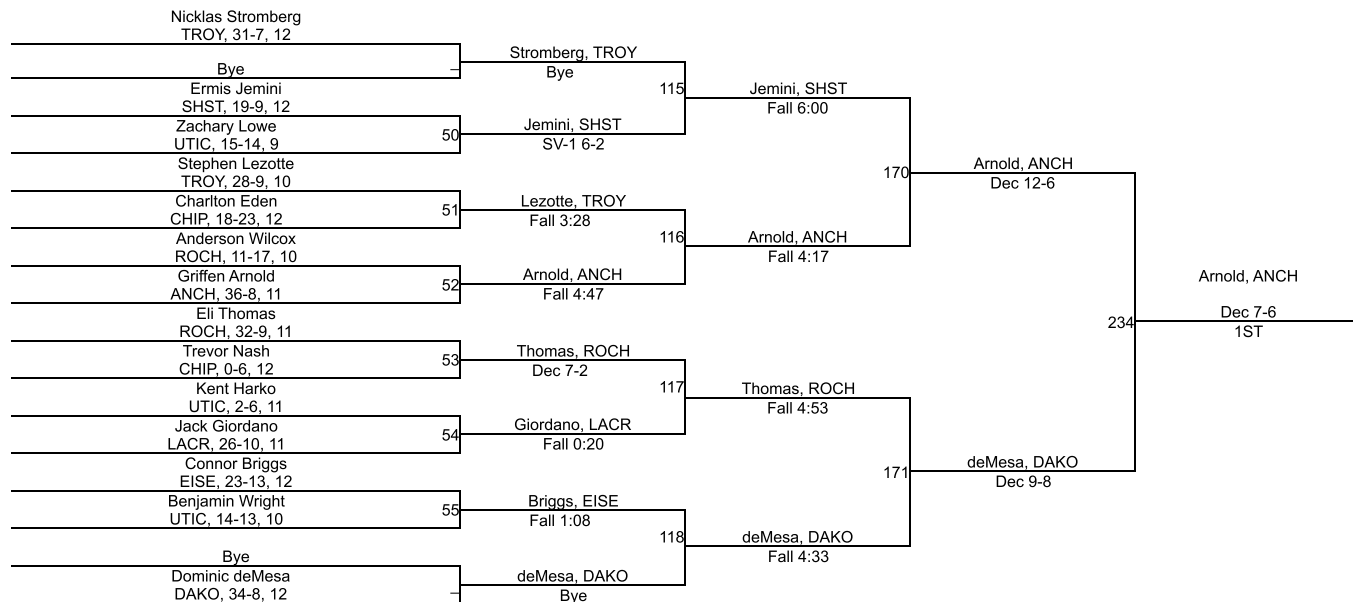 Nicklas Stromberg
TROY, 31-7, 12
Bye
Ermis Jemini
SHST, 19-9, 12
Zachary Lowe
UTIC, 15-14, 9
Stephen Lezotte
TROY, 28-9, 10
Charlton Eden
CHIP, 18-23, 12
Anderson Wilcox
ROCH, 11-17, 10
Griffen Arnold
ANCH, 36-8, 11
Eli Thomas
ROCH, 32-9, 11
Trevor Nash
CHIP, 0-6, 12
Kent Harko
UTIC, 2-6, 11
Jack Giordano
LACR, 26-10, 11
Connor Briggs
EISE, 23-13, 12
Benjamin Wright
UTIC, 14-13, 10
Bye
Dominic deMesa
DAKO, 34-8, 12
–
50
51
52
53
54
55
–
Stromberg, TROY
Bye
Jemini, SHST
SV-1 6-2
Lezotte, TROY
Fall 3:28
Arnold, ANCH
Fall 4:47
Thomas, ROCH
Dec 7-2
Giordano, LACR
Fall 0:20
Briggs, EISE
Fall 1:08
deMesa, DAKO
Bye
115
116
117
118
Jemini, SHST
Fall 6:00
Arnold, ANCH
Fall 4:17
Thomas, ROCH
Fall 4:53
deMesa, DAKO
Fall 4:33
170
171
Arnold, ANCH
Dec 12-6
deMesa, DAKO
Dec 9-8
234
Arnold, ANCH
Dec 7-6
1ST